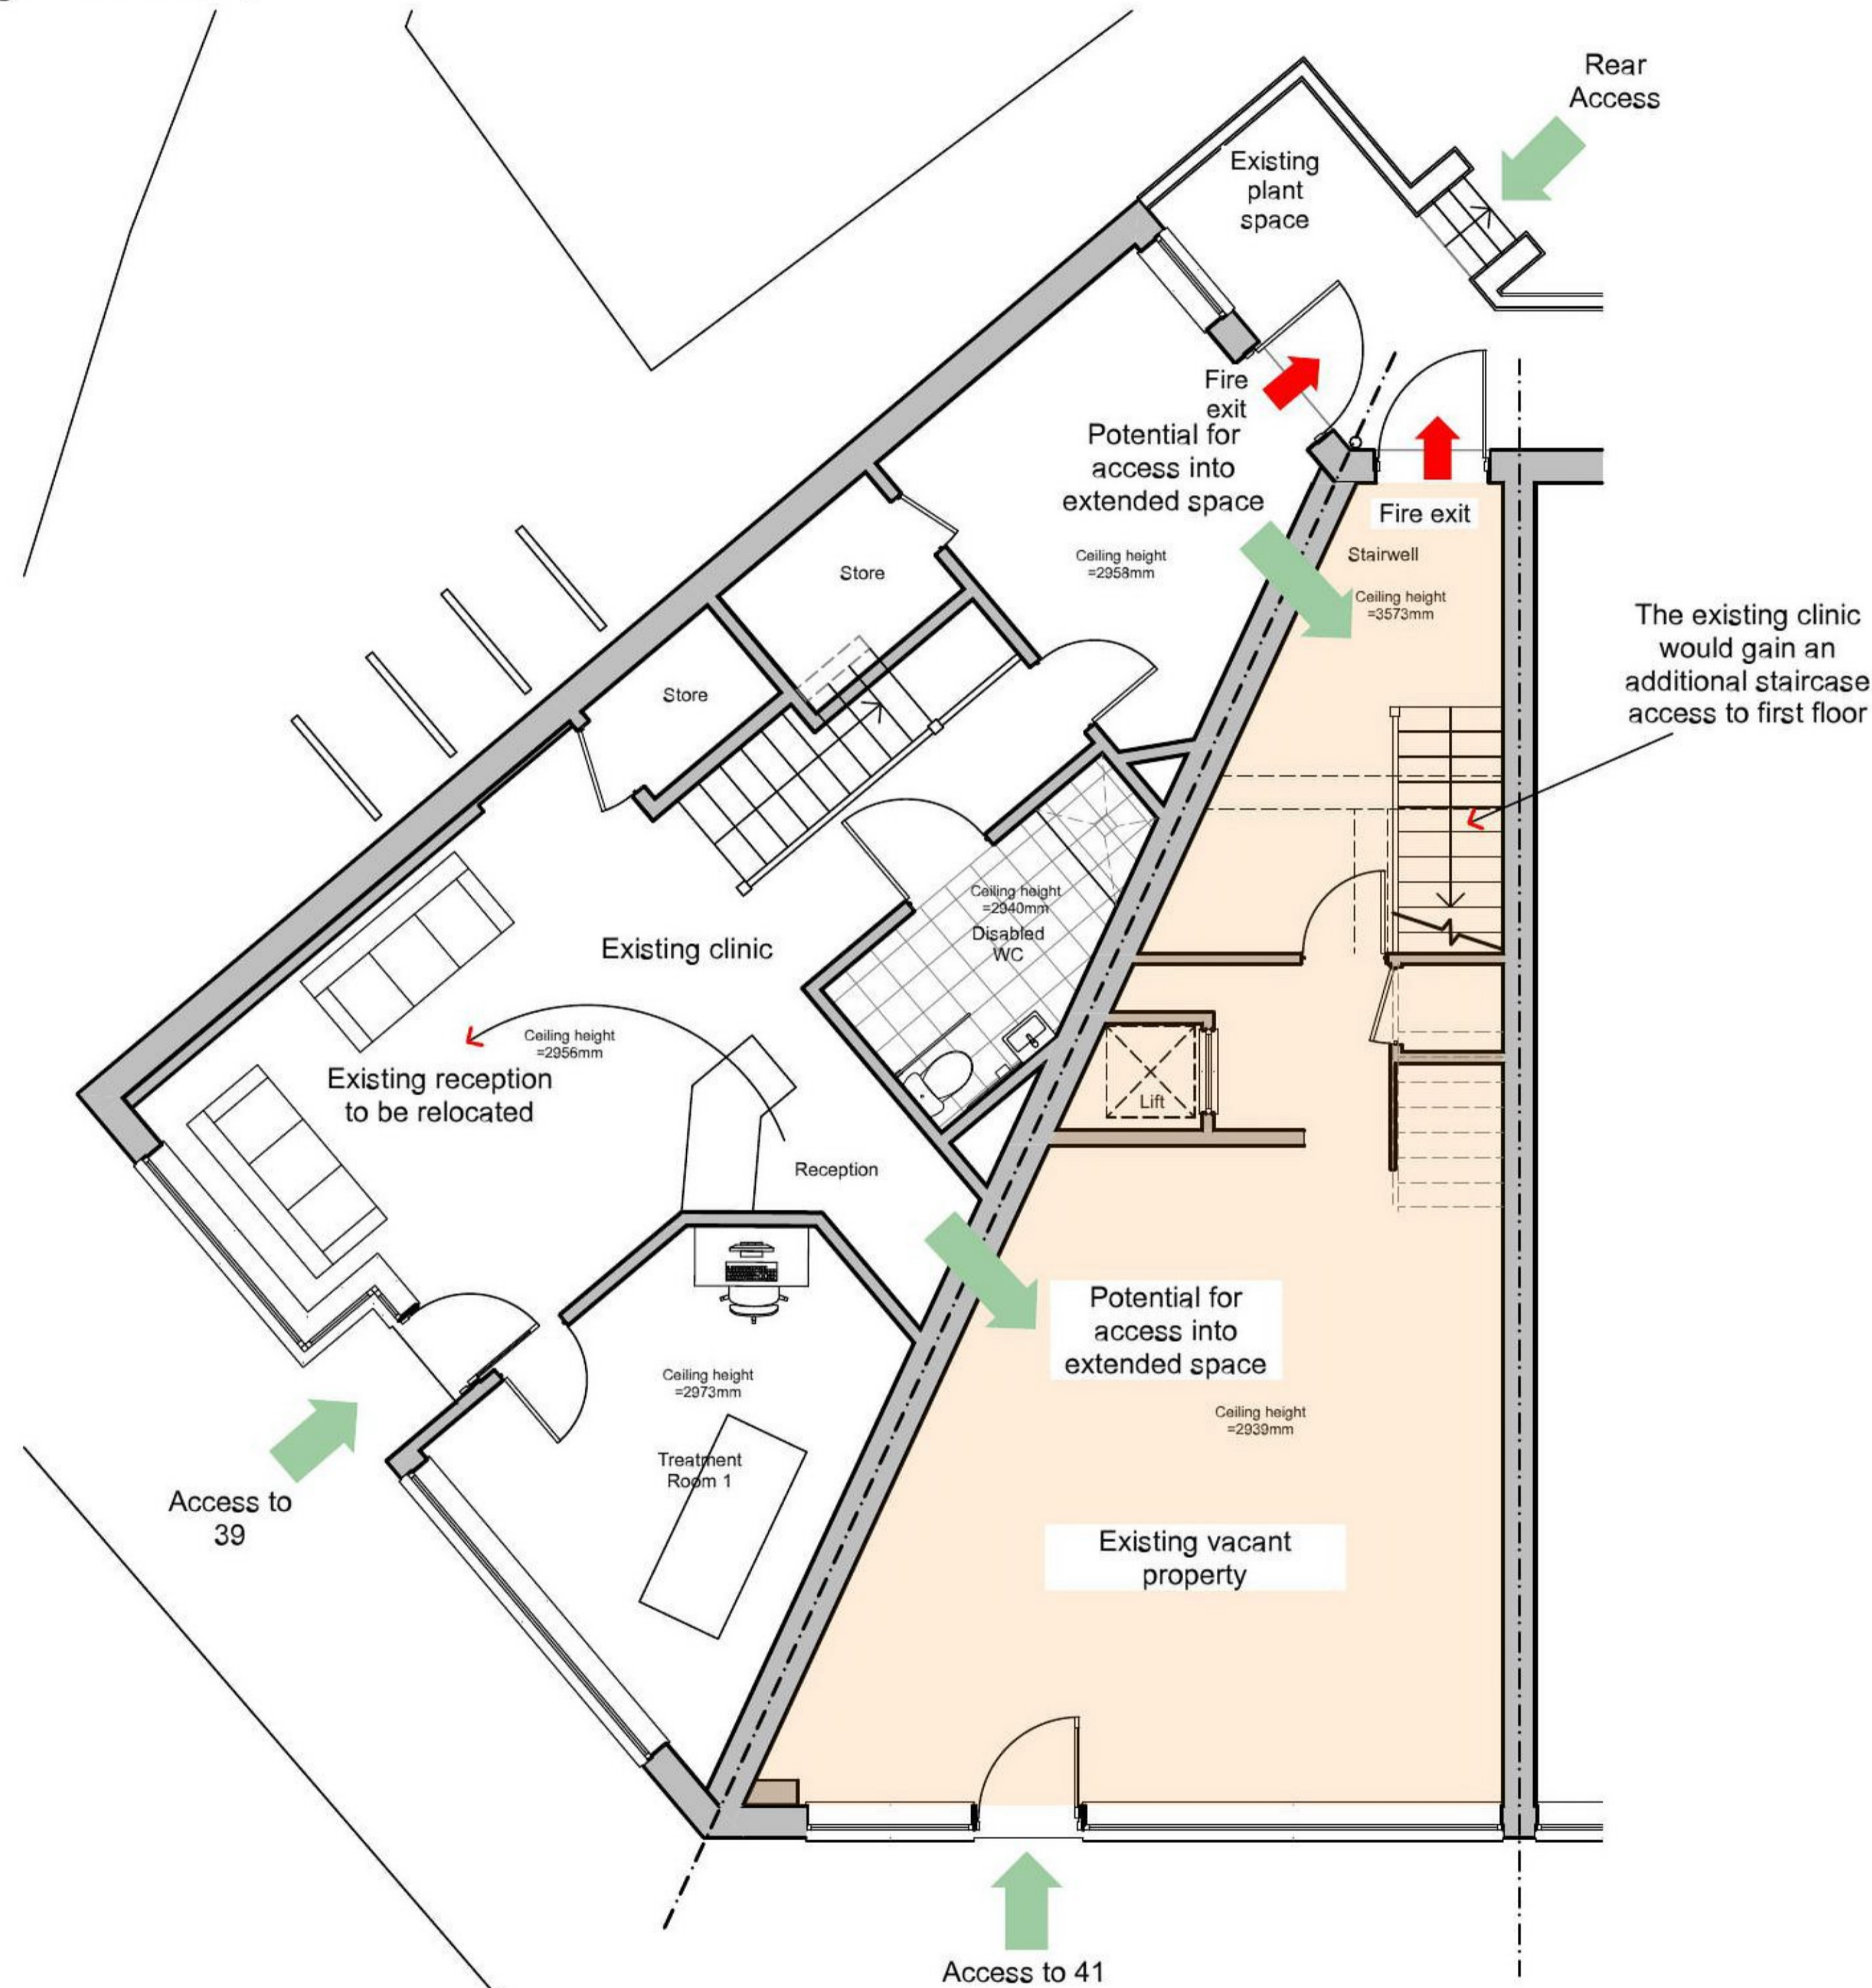 Rear
Access
Existing
plant
space
Fire
exit
Potential for
access into
extended space
Fire exit
Stairwell
Ceiling height
=2958mm
Ceiling height
=3573mm
Store
Store
The existing clinic
would gain an
additional staircase
access to first floor
Ceiling height
=2940mm
Disabled
WC
Existing clinic
Ceiling height
=2956mm
Existing reception
to be relocated
Lift
Reception
Potential for
access into
extended space
Ceiling height
=2973mm
Ceiling height
=2939mm
Treatment
Room 1
Access to
39
Existing vacant
property
Access to 41